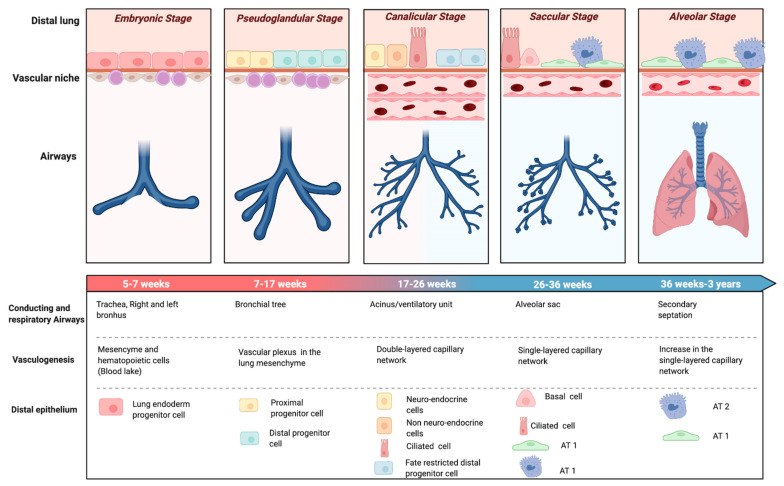 Distal lung
Embryonic Stage
Pseudoglandular Stage
Canalicular Stage
Saccular Stage
Alveolar Stage
Vascular niche
Airways
5-7 weeks
7-17 weeks
17-26 weeks
26-36 weeks
36 weeks-3 years
Conducting and
respiratory Airways
Trachea, Right and left
bronhus
Bronchial tree
Acinus/ventilatory unit
Alveolar sac
Secondary
septation
Vasculogenesis
Mesencyme and
hematopoietic cells
(Blood lake)
Vascular plexus in the
lung mesenchyme
Double-layered capillary
network
Single-layered capillary
network
Increase in the
single-layered capillary
network
Distal epithelium
Lung endoderm
progenitor cell
Proximal
progenitor cell
Distal progenitor
cell
Neuro-endocrine
cells
Non neuro-endocrine
cells
Ciliated cell
Fate restricted distal
progenitor cell
Basal cell
Ciliated cell
AT 1
AT 1
AT 2
AT 1